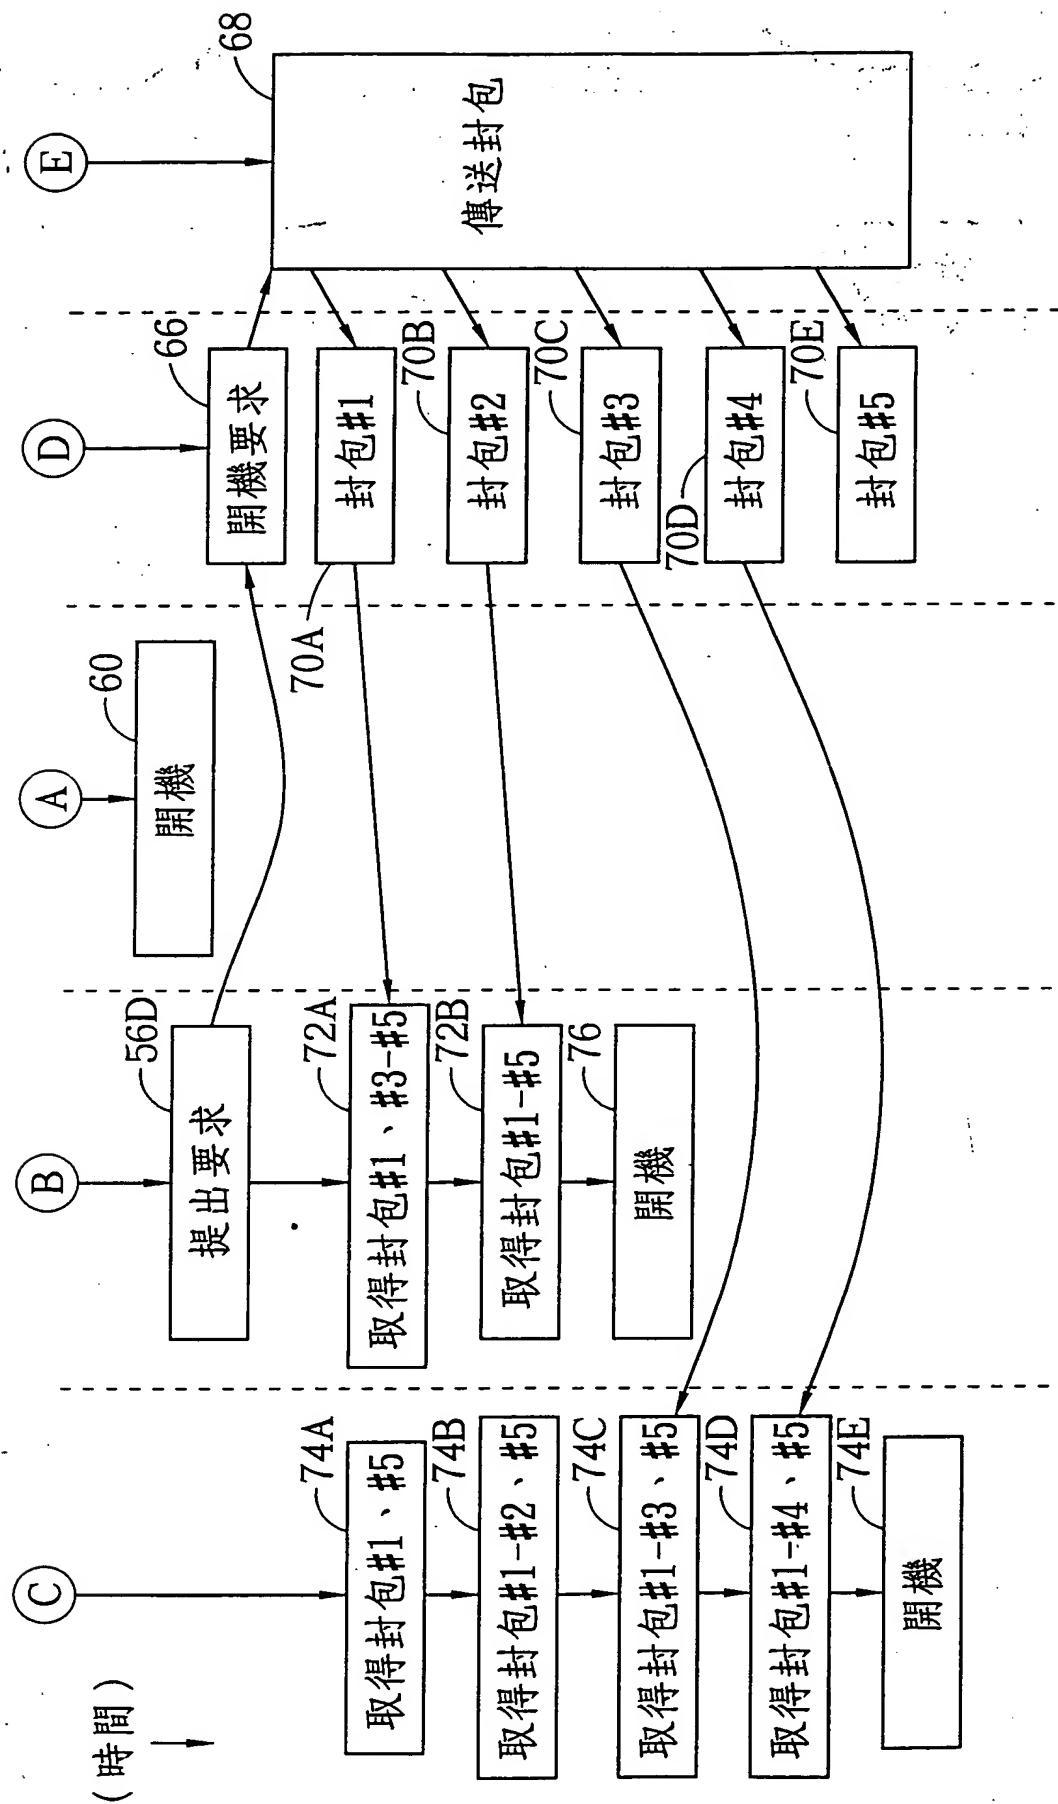 （時間）
C
74A
取得封包#1、#5
74B
取得封包#1-#2、#5
74C
取得封包#1-#3、#5
74D
取得封包#1-#4、#5
74E
開機
B
56D
提出要求
72A
取得封包#1、#3-#5
72B
取得封包#1-#5
76
開機
A
60
開機
D
66
開機要求
70A
封包#1
70B
封包#2
70C
封包#3
70D
封包#4
70E
封包#5
E
68
傳送封包